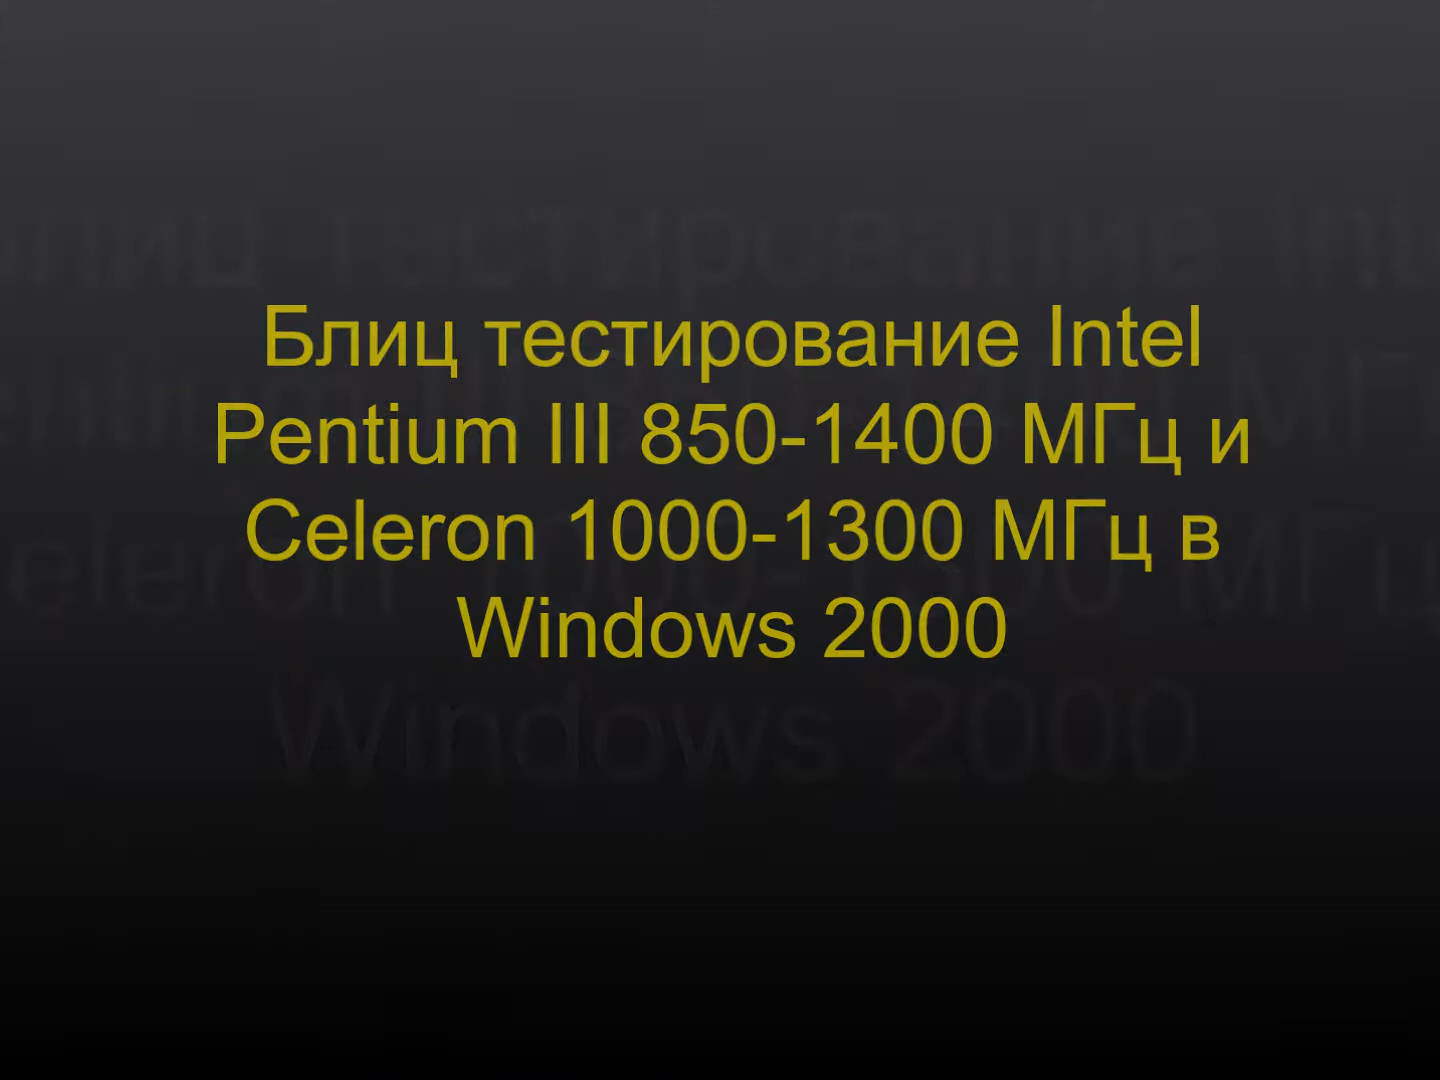 Блиц тестирование Intel
Pentium III 850-1400 МГц и
Celeron 1000-1300 МГц в
Windows 2000